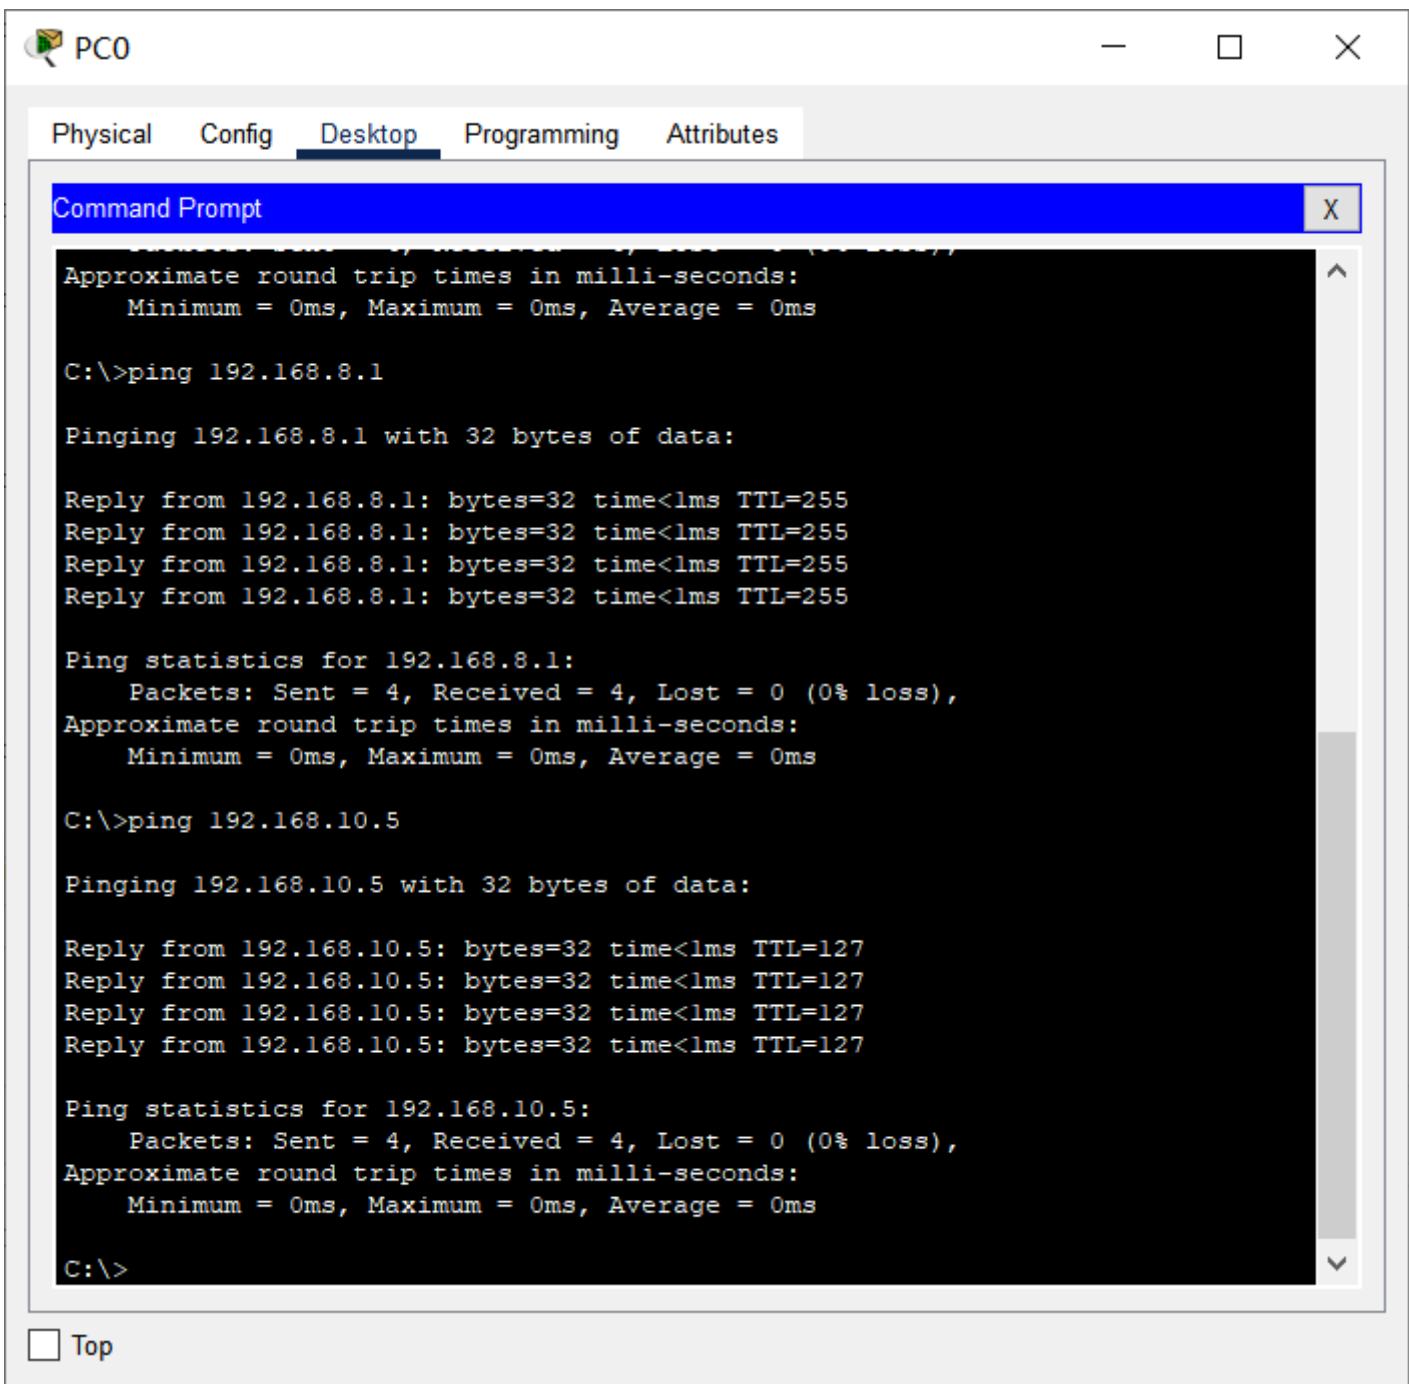 PC0
Physical Config Desktop Programming Attributes
Command Prompt X
Packets: Sent = 4, Received = 4, Lost = 0 (0% loss),
Approximate round trip times in milli-seconds:
Minimum = 0ms, Maximum = 0ms, Average = 0ms
C:\>ping 192.168.8.1
Pinging 192.168.8.1 with 32 bytes of data:
Reply from 192.168.8.1: bytes=32 time<1ms TTL=255
Reply from 192.168.8.1: bytes=32 time<1ms TTL=255
Reply from 192.168.8.1: bytes=32 time<1ms TTL=255
Reply from 192.168.8.1: bytes=32 time<1ms TTL=255
Ping statistics for 192.168.8.1:
Packets: Sent = 4, Received = 4, Lost = 0 (0% loss),
Approximate round trip times in milli-seconds:
Minimum = 0ms, Maximum = 0ms, Average = 0ms
C:\>ping 192.168.10.5
Pinging 192.168.10.5 with 32 bytes of data:
Reply from 192.168.10.5: bytes=32 time<1ms TTL=127
Reply from 192.168.10.5: bytes=32 time<1ms TTL=127
Reply from 192.168.10.5: bytes=32 time<1ms TTL=127
Reply from 192.168.10.5: bytes=32 time<1ms TTL=127
Ping statistics for 192.168.10.5:
Packets: Sent = 4, Received = 4, Lost = 0 (0% loss),
Approximate round trip times in milli-seconds:
Minimum = 0ms, Maximum = 0ms, Average = 0ms
C:\>
Top